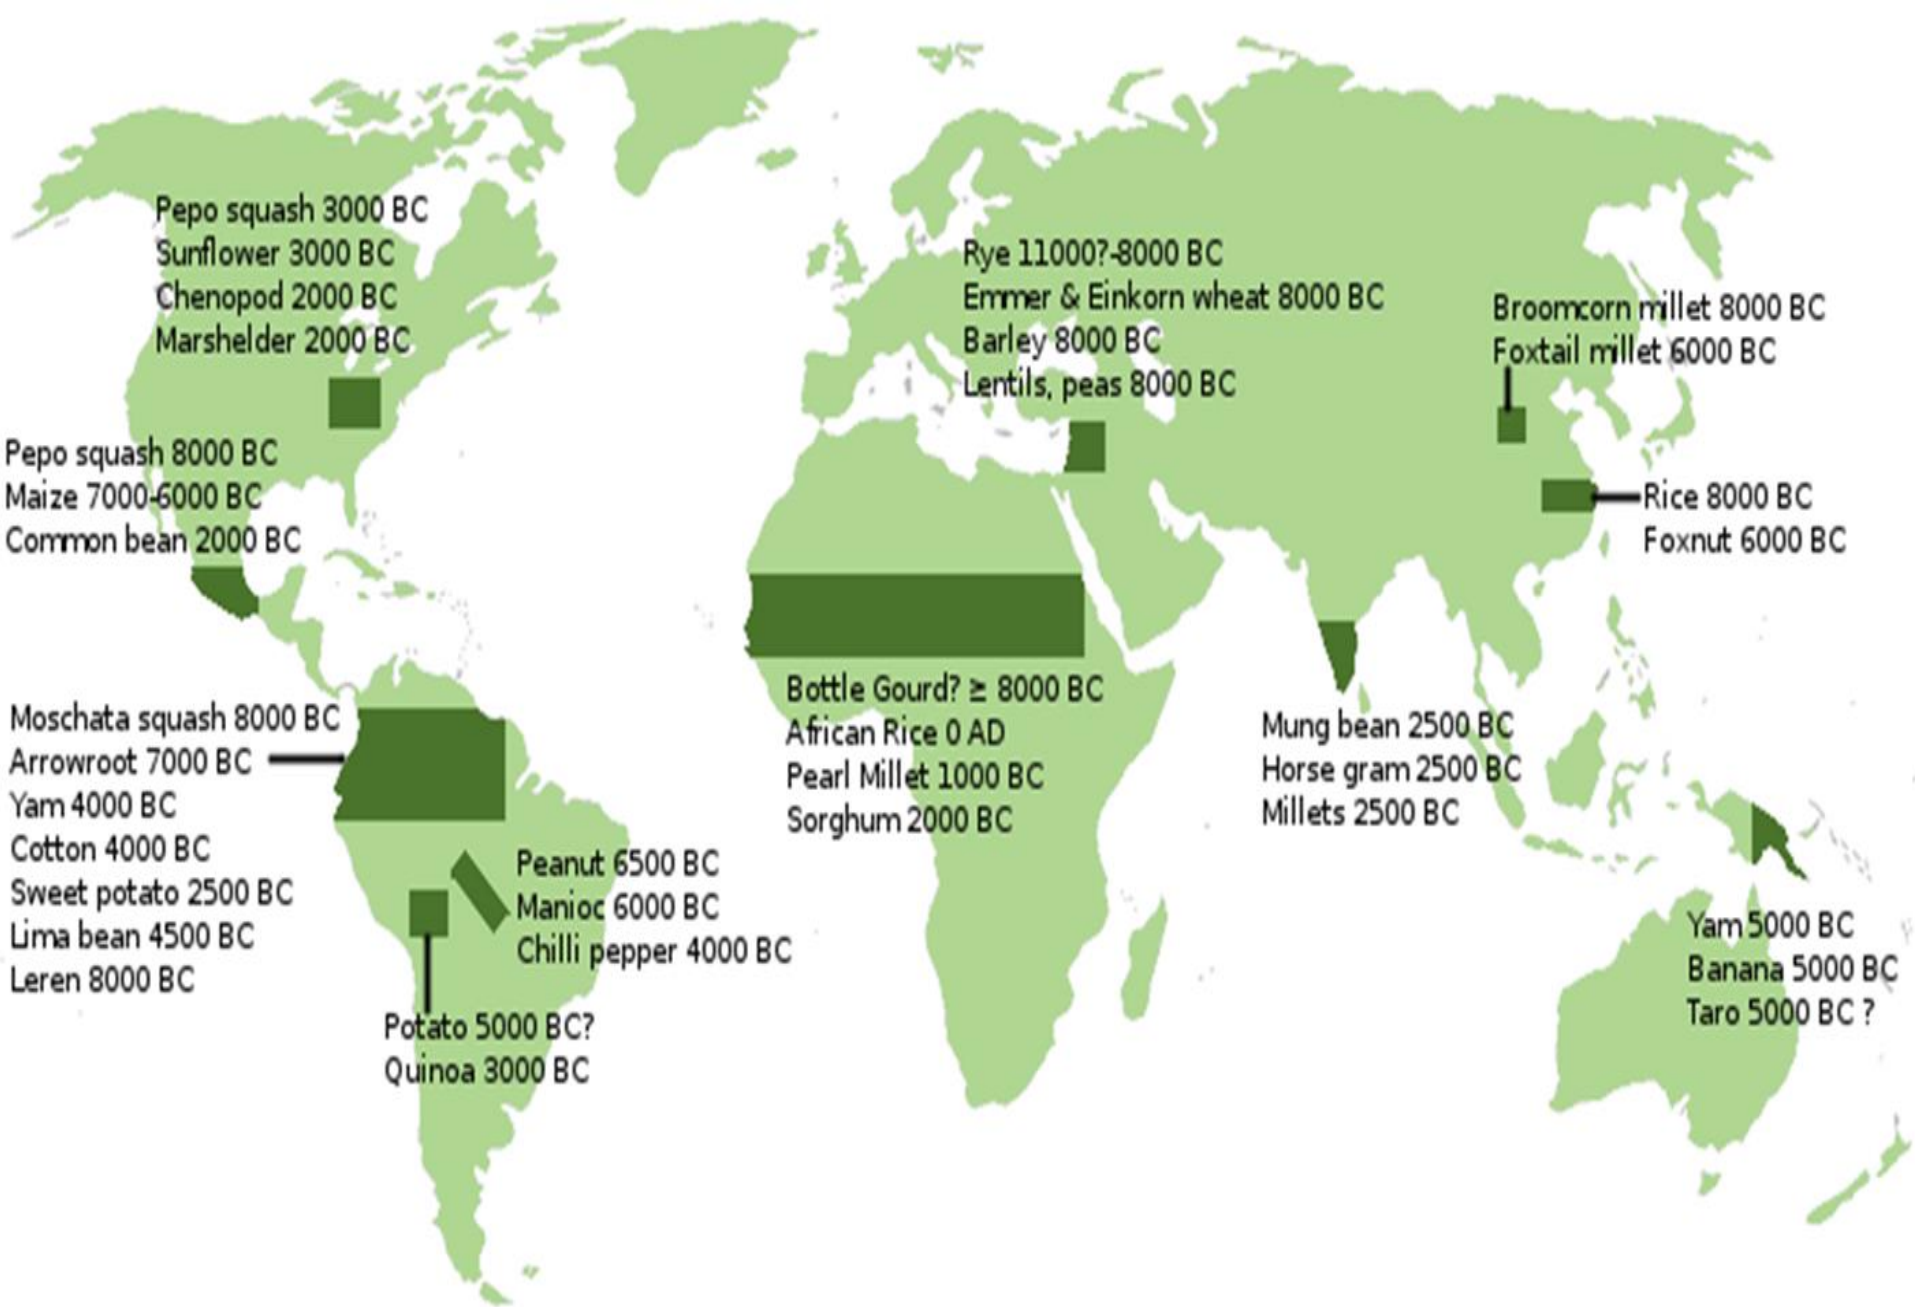 Pepo squash 3000 BC
Sunflower 3000 BC
Chenopod 2000 BC
Marshelder 2000 BC
Pepo squash 8000 BC
Maize 7000-6000 BC
Common bean 2000 BC
Moschata squash 8000 BC
Arrowroot 7000 BC
Yam 4000 BC
Cotton 4000 BC
Sweet potato 2500 BC
Lima bean 4500 BC
Leren 8000 BC
Peanut 6500 BC
Manioc 6000 BC
Chilli pepper 4000 BC
Potato 5000 BC?
Quinoa 3000 BC
Rye 11000?-8000 BC
Emmer & Einkorn wheat 8000 BC
Barley 8000 BC
Lentils, peas 8000 BC
Bottle Gourd? ≥ 8000 BC
African Rice 0 AD
Pearl Millet 1000 BC
Sorghum 2000 BC
Broomcorn millet 8000 BC
Foxtail millet 6000 BC
Rice 8000 BC
Foxnut 6000 BC
Mung bean 2500 BC
Horse gram 2500 BC
Millets 2500 BC
Yam 5000 BC
Banana 5000 BC
Taro 5000 BC ?